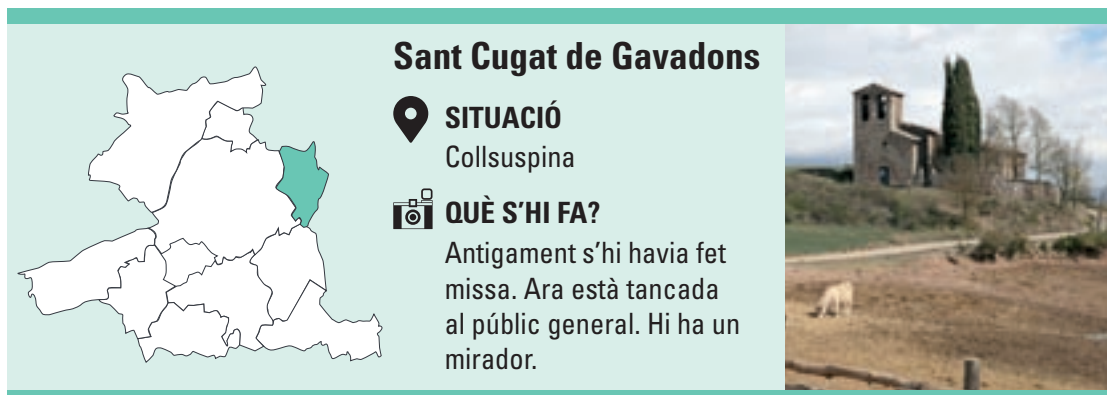 Sant Cugat de Gavadons
SITUACIÓ
Collsuspina
QUÈ S’HI FA?
Antigament s’hi havia fet
missa. Ara està tancada
al públic general. Hi ha un
mirador.